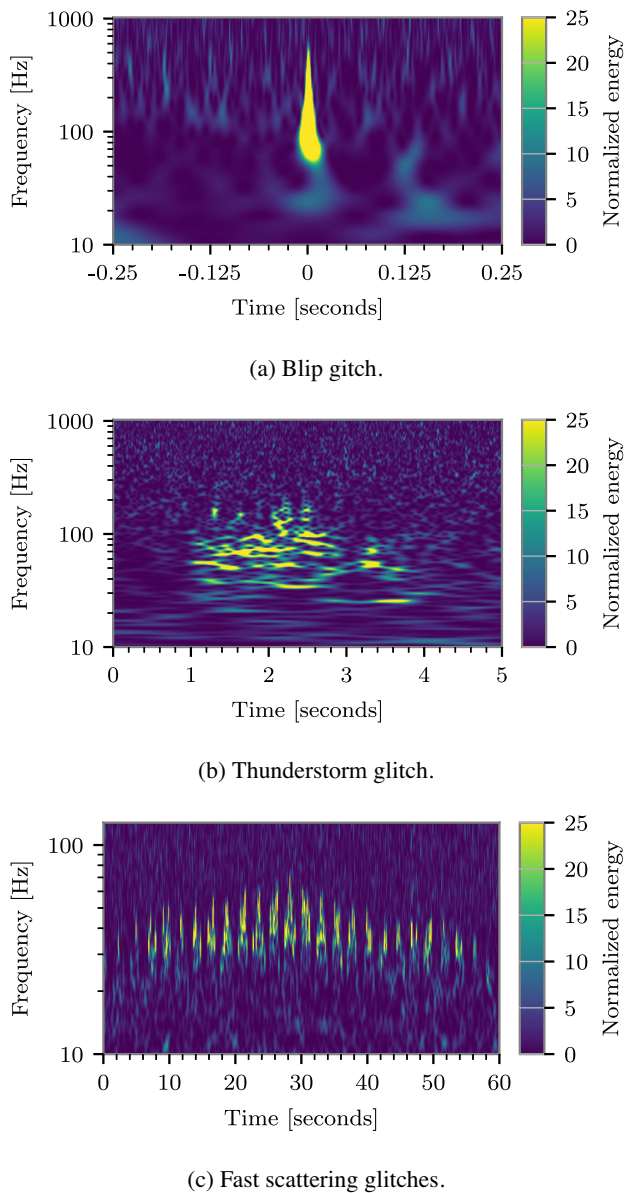 1000
100
10
Frequency [Hz]
-0.25 -0.125 0 0.125 0.25
Time [seconds]
25
20
15
10
5
0
Normalized energy
(a) Blip gitch.
1000
100
10
Frequency [Hz]
0 1 2 3 4 5
Time [seconds]
25
20
15
10
5
0
Normalized energy
(b) Thunderstorm glitch.
100
10
Frequency [Hz]
0 10 20 30 40 50 60
Time [seconds]
25
20
15
10
5
0
Normalized energy
(c) Fast scattering glitches.